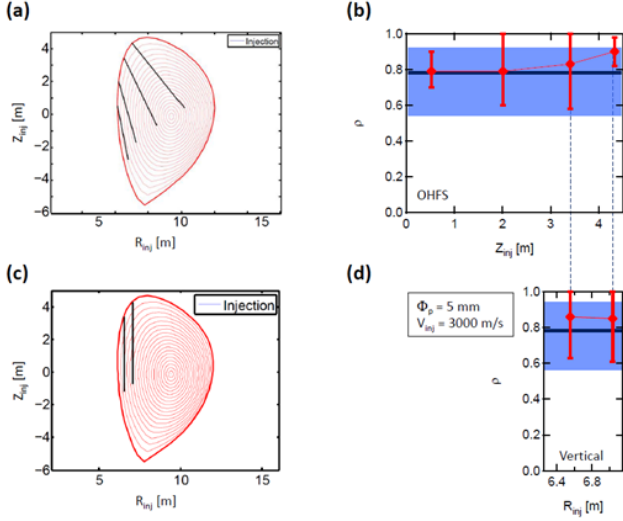 (a)
Injection
Z_inj [m]
4
2
0
−2
−4
−6
5 10 15
R_inj [m]
(b)
ρ
1.0
0.8
0.6
0.4
0.2
0.0
OHFS
0 1 2 3 4
Z_inj [m]
(c)
Injection
Z_inj [m]
4
2
0
−2
−4
−6
5 10 15
R_inj [m]
(d)
Φ_p = 5 mm
V_inj = 3000 m/s
ρ
1.0
0.8
0.6
0.4
0.2
0.0
Vertical
6.4 6.8
R_inj [m]